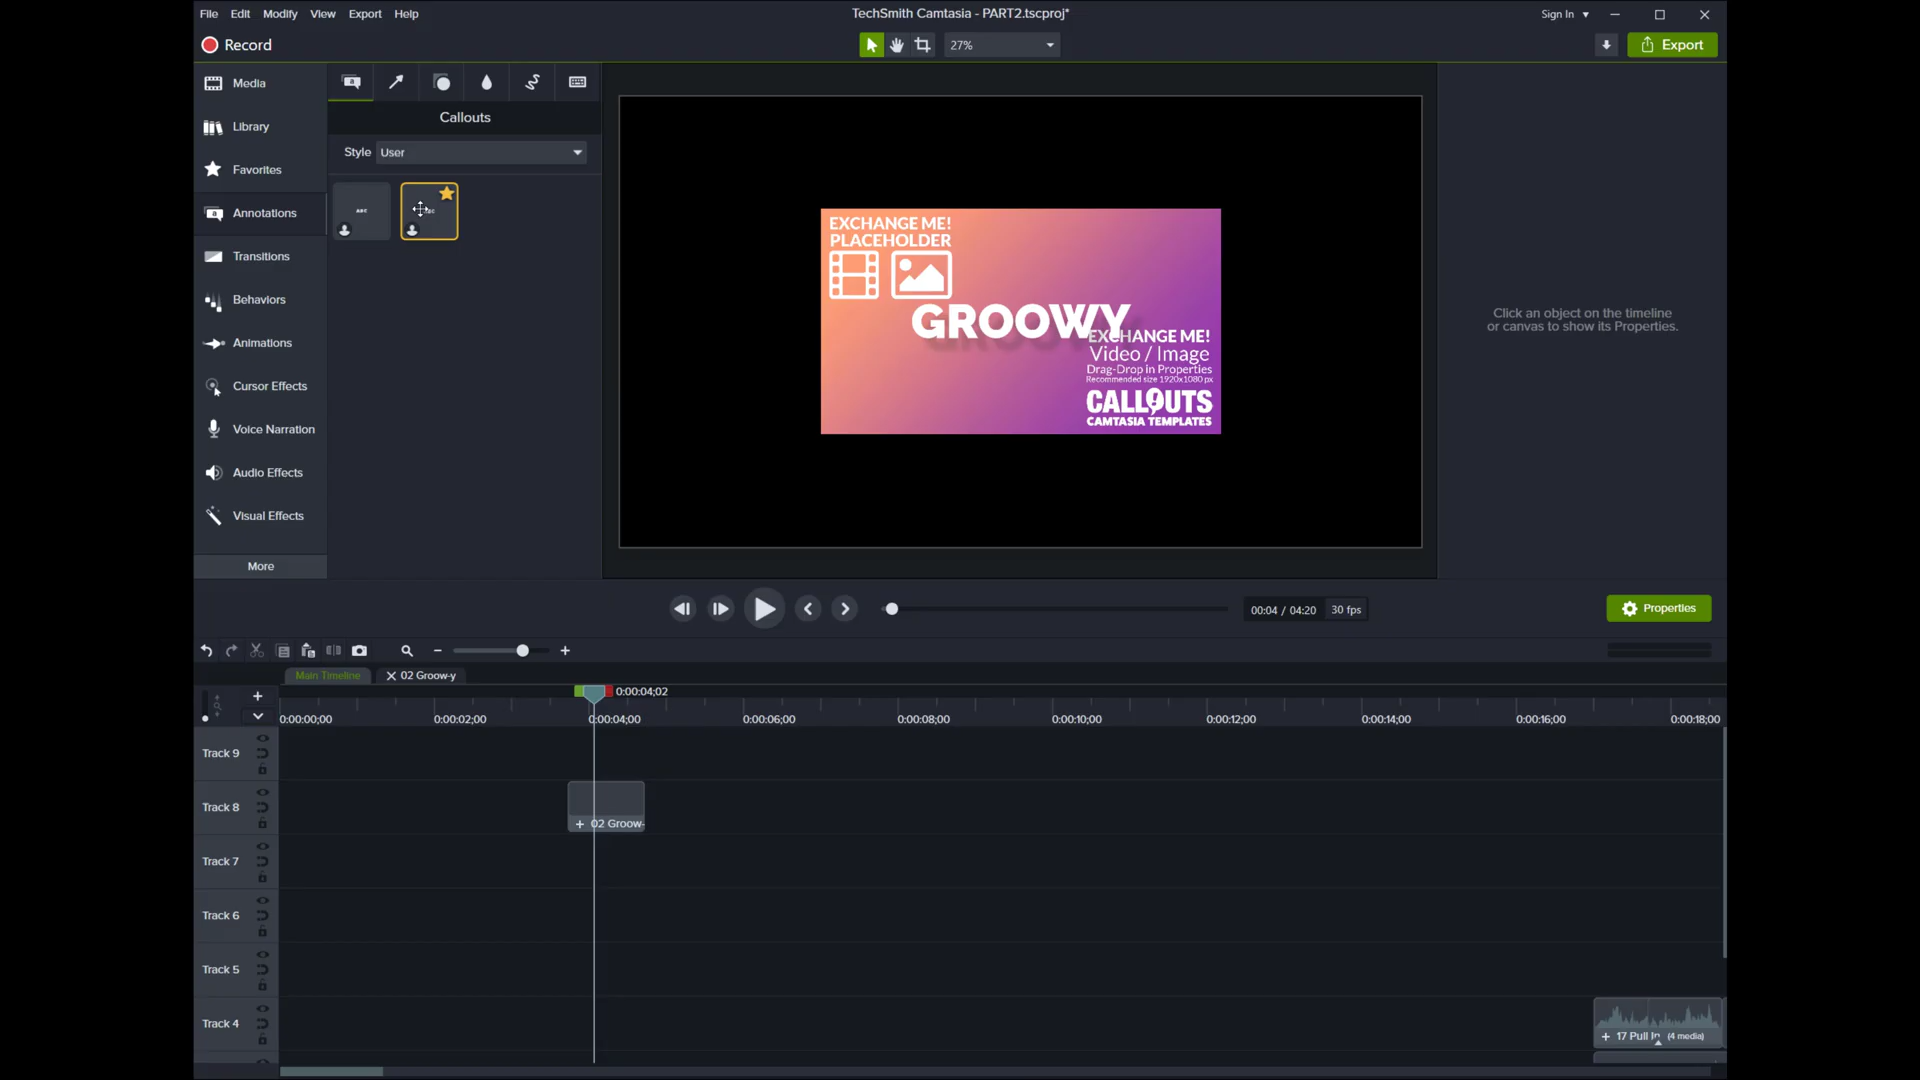 File Edit Modify View Export Help
TechSmith Camtasia - PART2.tscproj*
Sign In
Record
27%
Export
Media
Library
Favorites
Annotations
Transitions
Behaviors
Animations
Cursor Effects
Voice Narration
Audio Effects
Visual Effects
More
Callouts
Style User
ABC
EXCHANGE ME!
PLACEHOLDER
GROOWY
EXCHANGE ME!
Video / Image
Drag-Drop in Properties
Recommended size 1920x1080 px
CALLOUTS
CAMTASIA TEMPLATES
Click an object on the timeline
or canvas to show its Properties.
00:04 / 04:20 30 fps
Properties
Main Timeline 02 Groow-y
0:00:04;02
0:00:00;00 0:00:02;00 0:00:04;00 0:00:06;00 0:00:08;00 0:00:10;00 0:00:12;00 0:00:14;00 0:00:16;00 0:00:18;00
Track 9
Track 8
+ 02 Groow-
Track 7
Track 6
Track 5
Track 4
+ 17 Pull In (4 media)